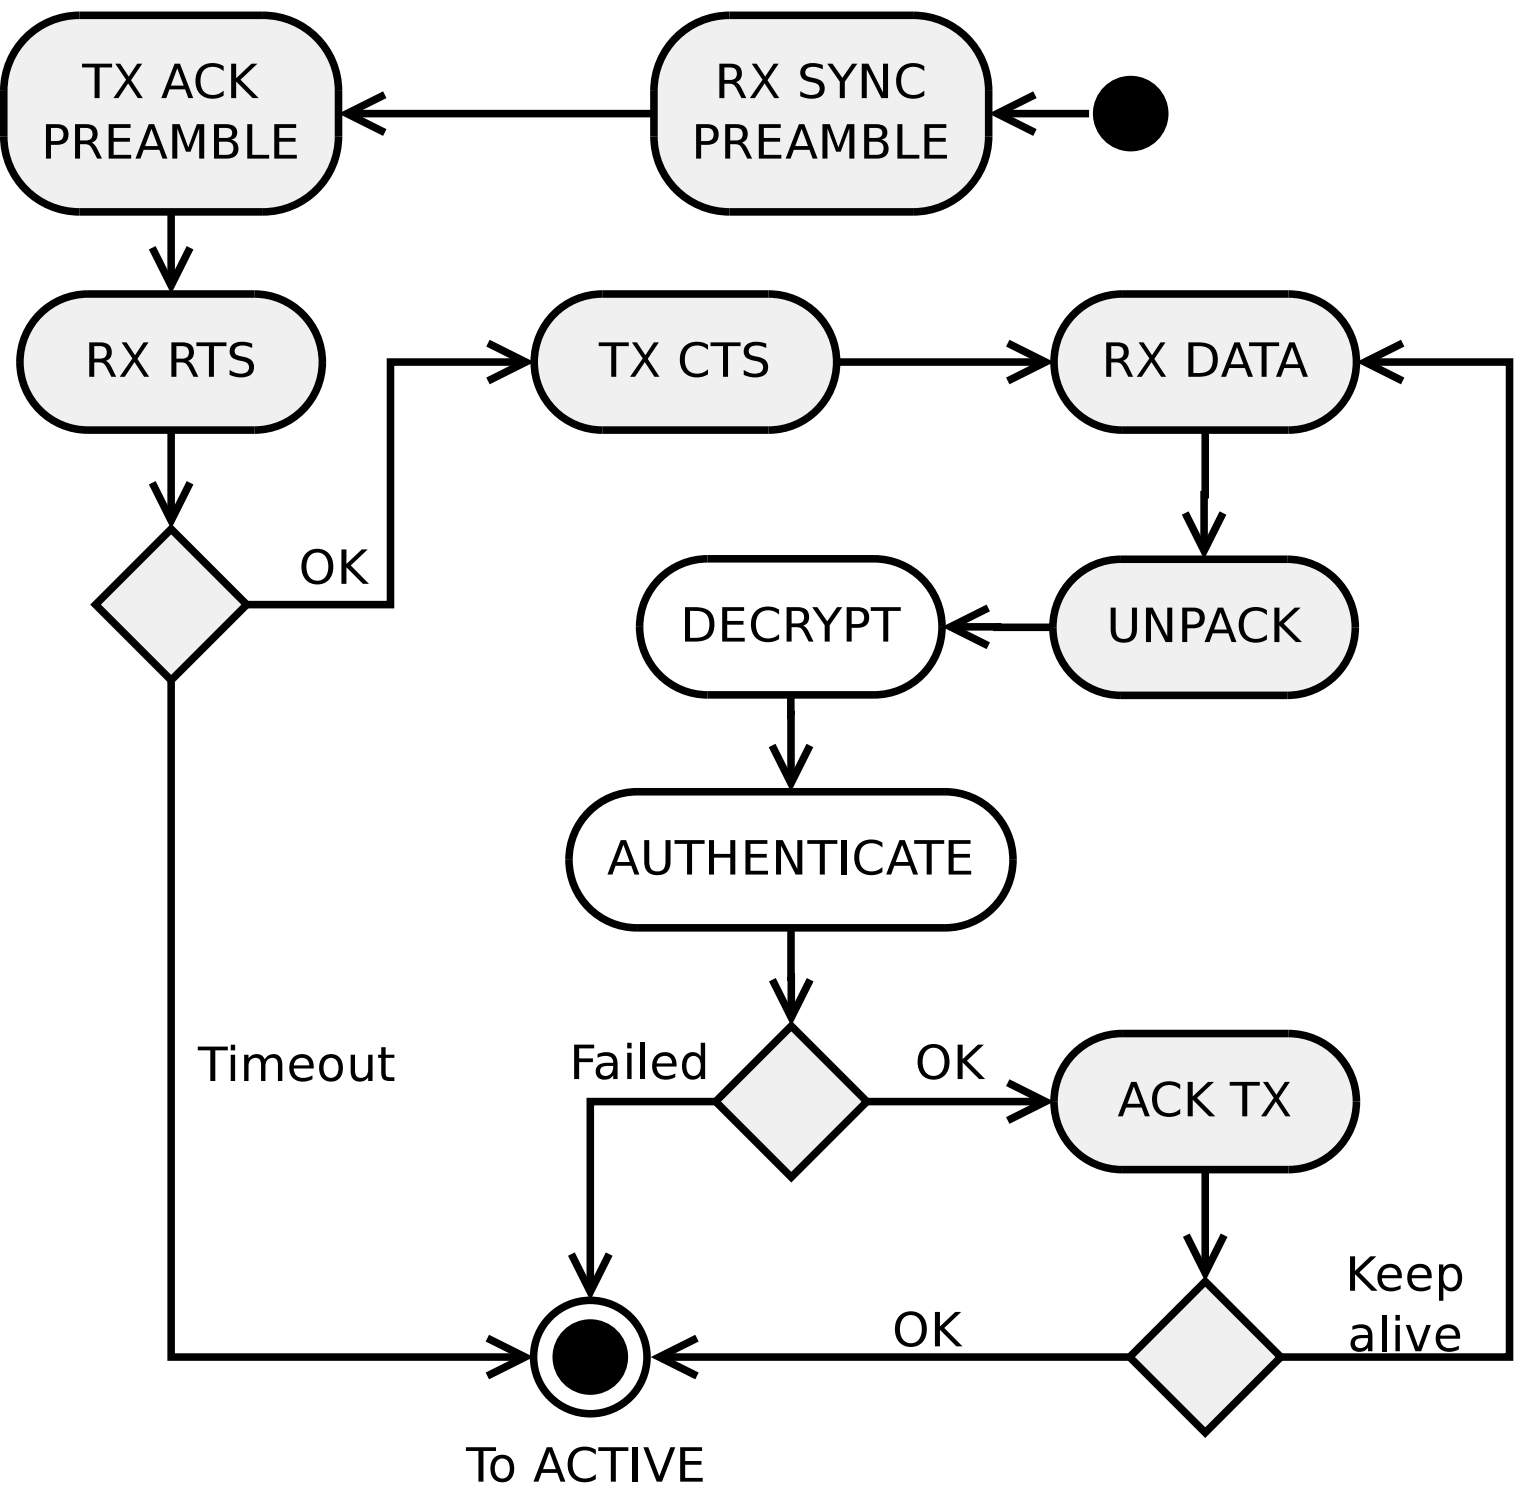 TX ACK
PREAMBLE
RX SYNC
PREAMBLE
RX RTS
TX CTS
RX DATA
OK
DECRYPT
UNPACK
AUTHENTICATE
Timeout
Failed
OK
ACK TX
Keep
alive
OK
To ACTIVE